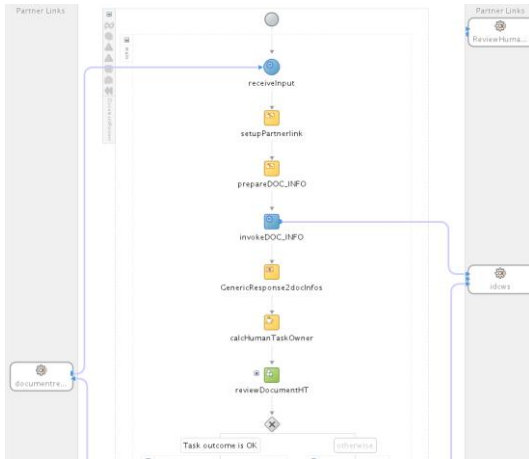 Partner Links
Partner Links
ReviewHuma...
receiveInput
setupPartnerlink
prepareDOC_INFO
invokeDOC_INFO
idcws
GenericResponse2docInfos
calcHumanTaskOwner
documentre...
reviewDocumentHT
Task outcome is OK
otherwise